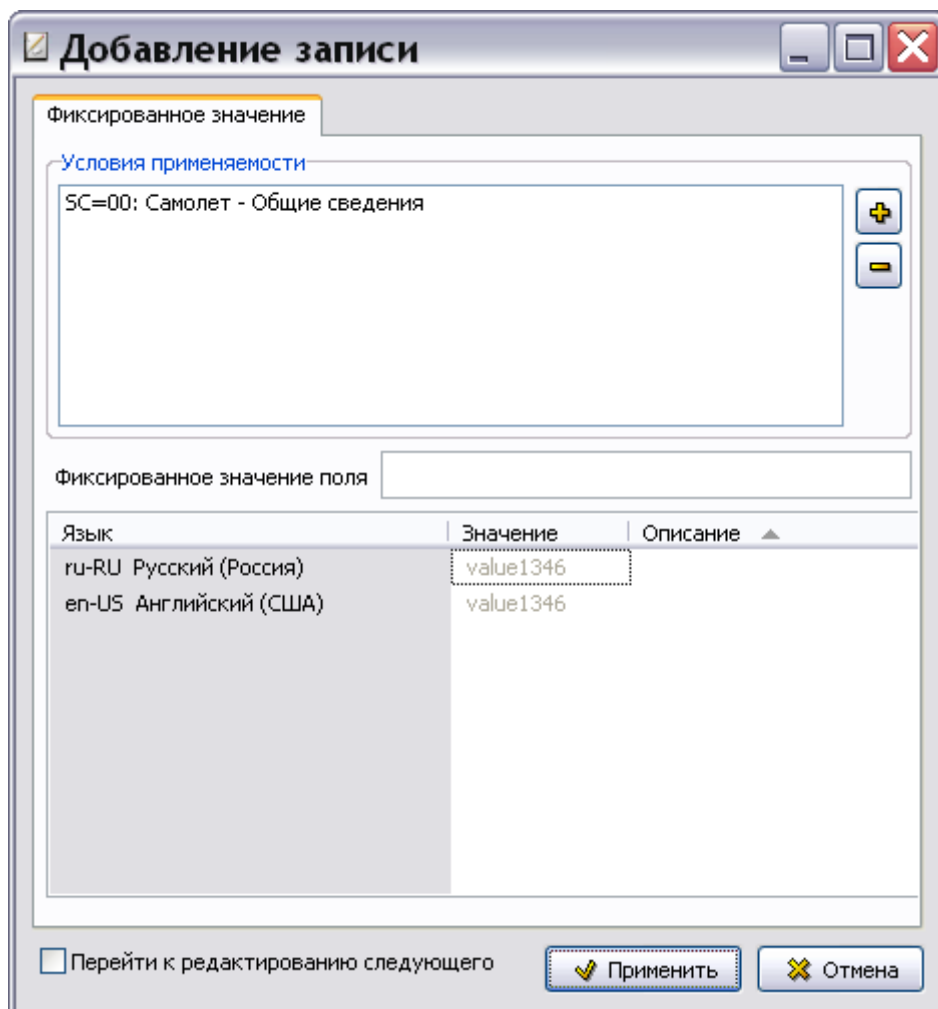 Добавление записи
Фиксированное значение
Условия применяемости
SC=00: Самолет - Общие сведения
Фиксированное значение поля
Язык Значение Описание
ru-RU Русский (Россия) value1346
en-US Английский (США) value1346
Перейти к редактированию следующего Применить Отмена